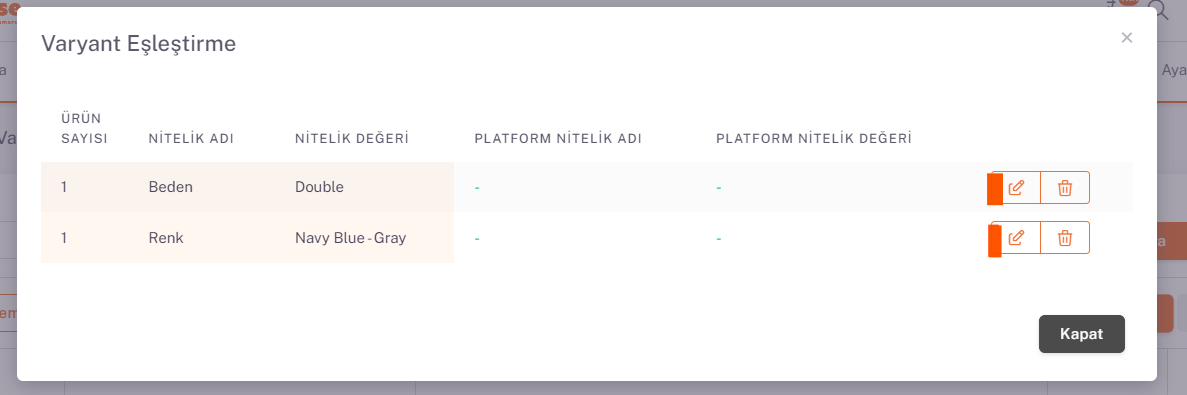 Varyant Eşleştirme
ÜRÜN
SAYISI
NİTELİK ADI
NİTELİK DEĞERİ
PLATFORM NİTELİK ADI
PLATFORM NİTELİK DEĞERİ
1 Beden Double - -
1 Renk Navy Blue - Gray - -
Kapat